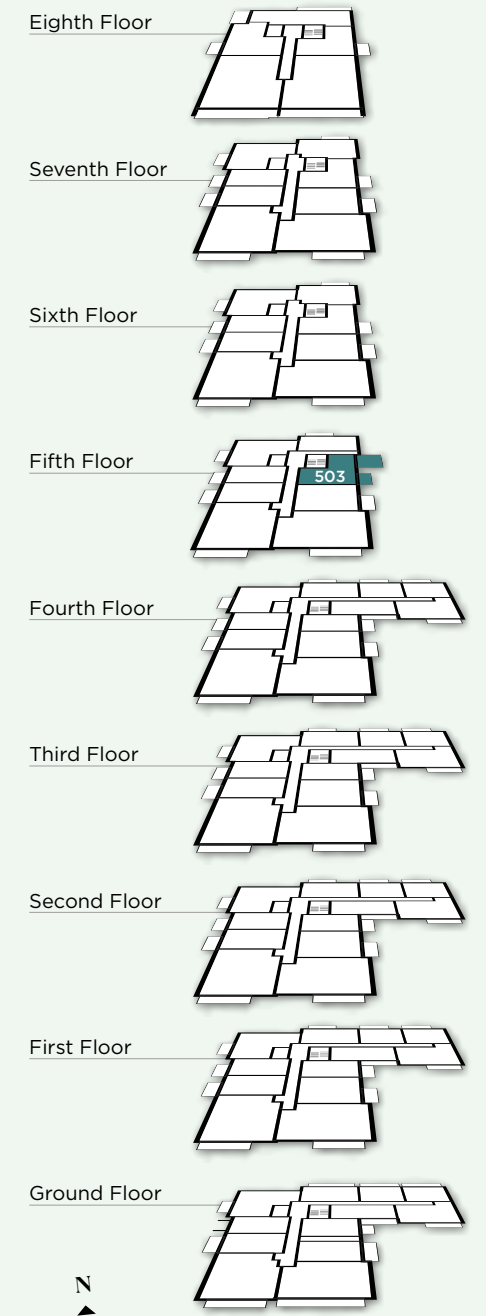 Eighth Floor
Seventh Floor
Sixth Floor
Fifth Floor
503
Fourth Floor
Third Floor
Second Floor
First Floor
Ground Floor
N